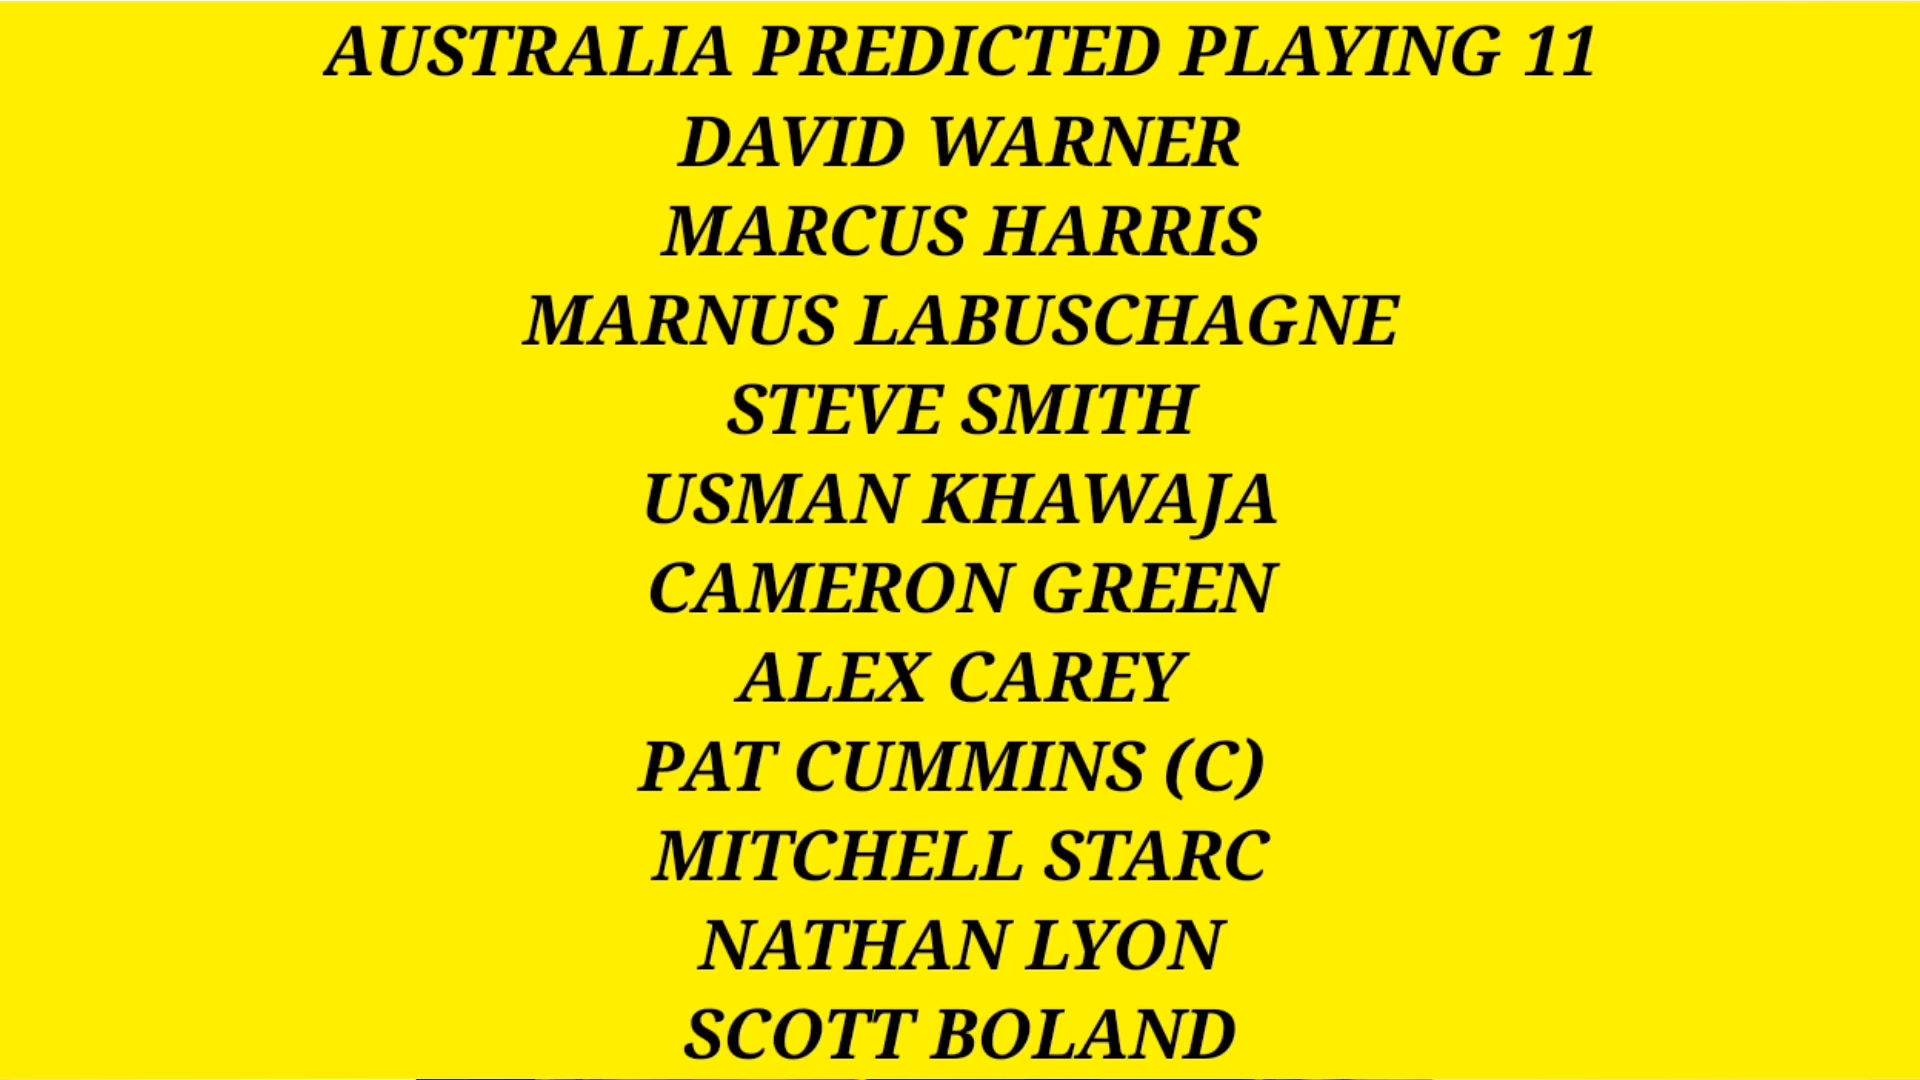 AUSTRALIA PREDICTED PLAYING 11
DAVID WARNER
MARCUS HARRIS
MARNUS LABUSCHAGNE
STEVE SMITH
USMAN KHAWAJA
CAMERON GREEN
ALEX CAREY
PAT CUMMINS (C)
MITCHELL STARC
NATHAN LYON
SCOTT BOLAND